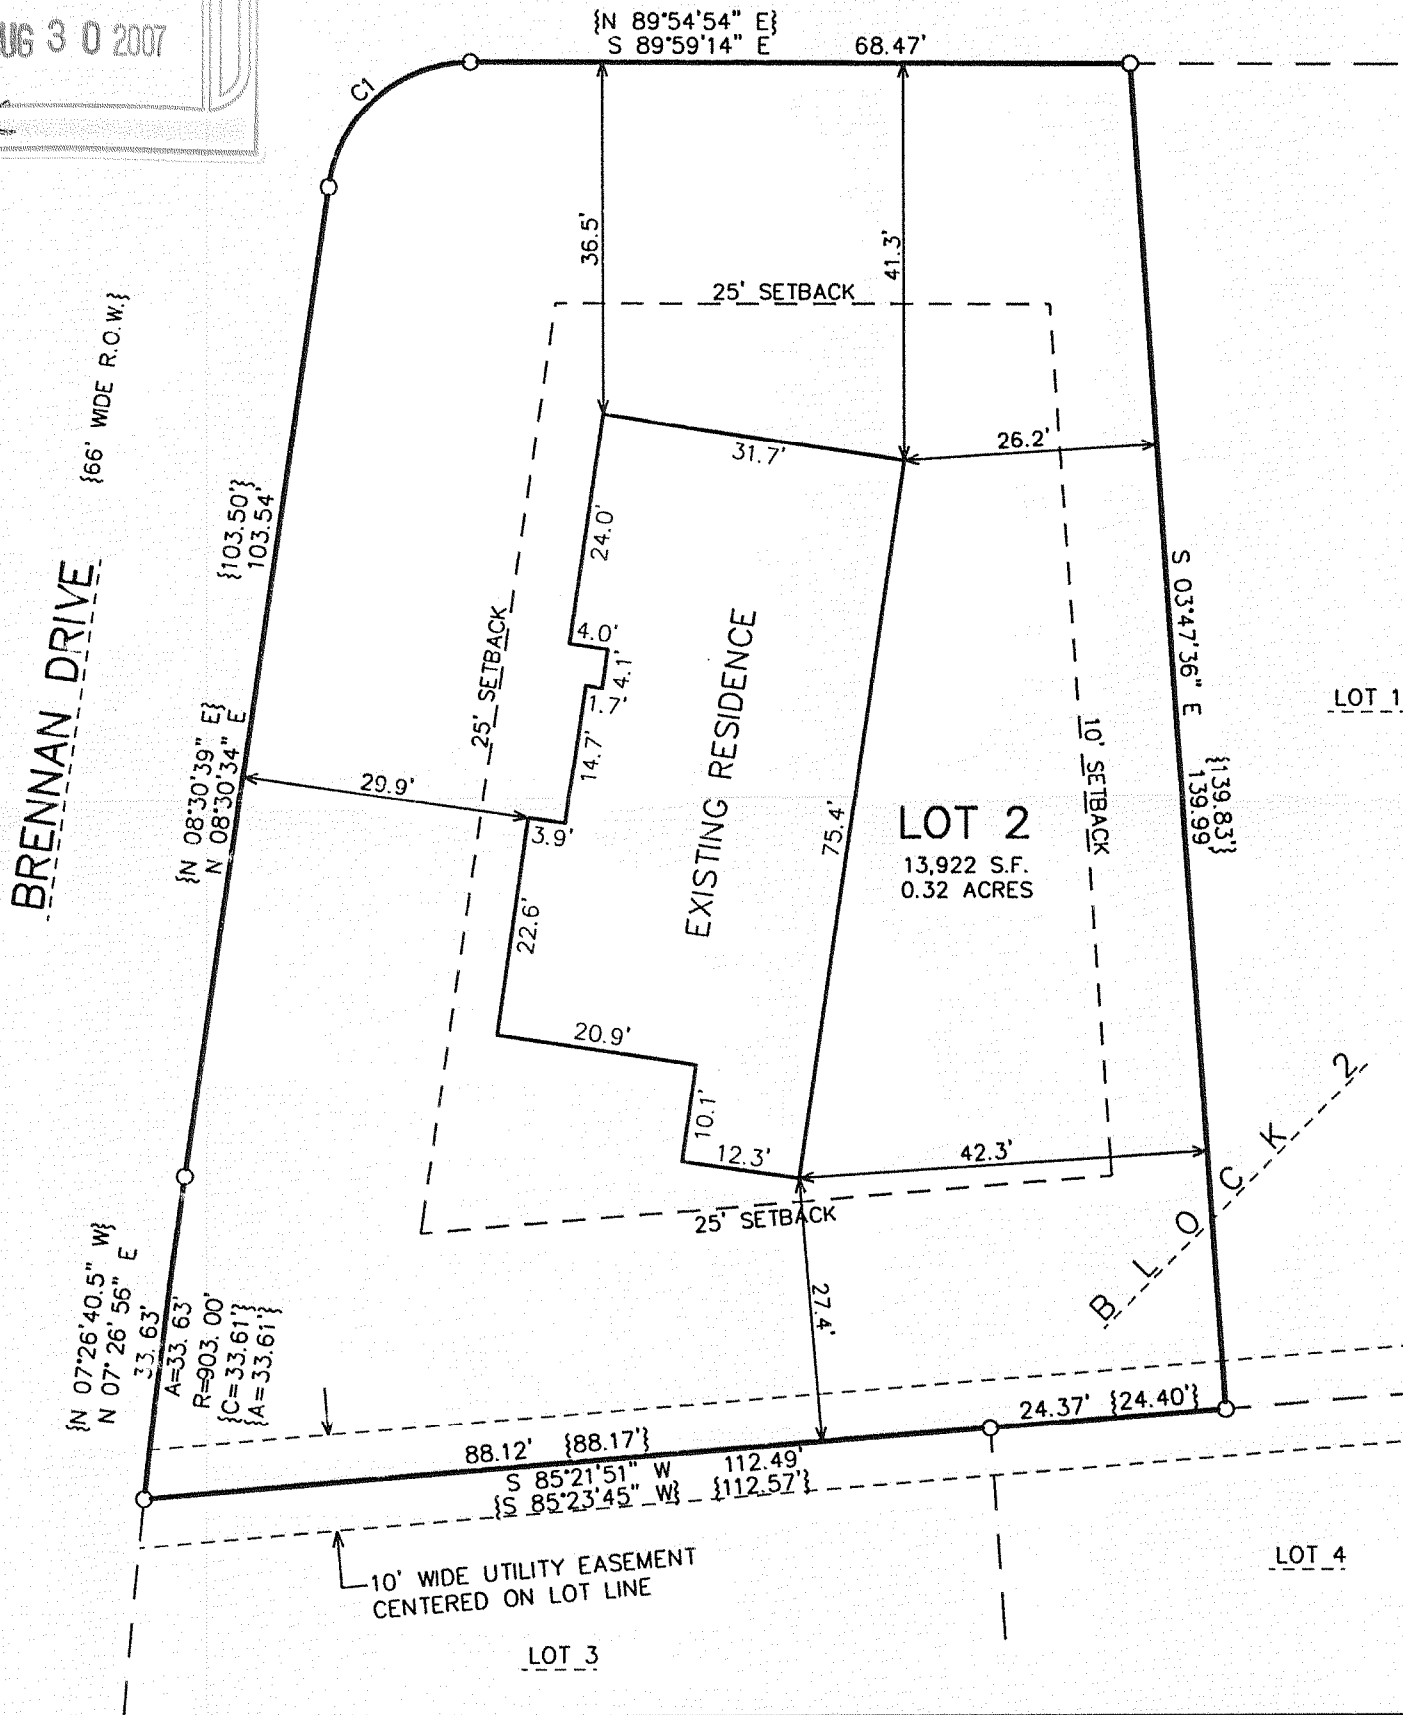 UG 3 0 2007
{N 89°54'54" E}
S 89°59'14" E 68.47'
C1
36.5'
41.3'
25' SETBACK
{66' WIDE R.O.W.}
BRENNAN DRIVE
31.7'
26.2'
{103.50'}
103.54'
24.0'
4.0'
4.1'
1.7'
14.7'
25' SETBACK
EXISTING RESIDENCE
S 03°47'36" E
{139.83'}
139.99'
LOT 1
{N 08°30'39" E}
N 08°30'34" E
29.9'
3.9'
75.4'
LOT 2
13,922 S.F.
0.32 ACRES
10' SETBACK
22.6'
20.9'
10.1'
12.3'
42.3'
BLOCK 2
25' SETBACK
27.4'
{N 07°26'40.5" W}
N 07°26'56" E
33.63'
A=33.63'
R=903.00'
{C=33.61'}
{A=33.61'}
24.37' {24.40'}
88.12' {88.17'}
S 85°21'51" W 112.49'
{S 85°23'45" W} {112.57'}
10' WIDE UTILITY EASEMENT
CENTERED ON LOT LINE
LOT 3
LOT 4